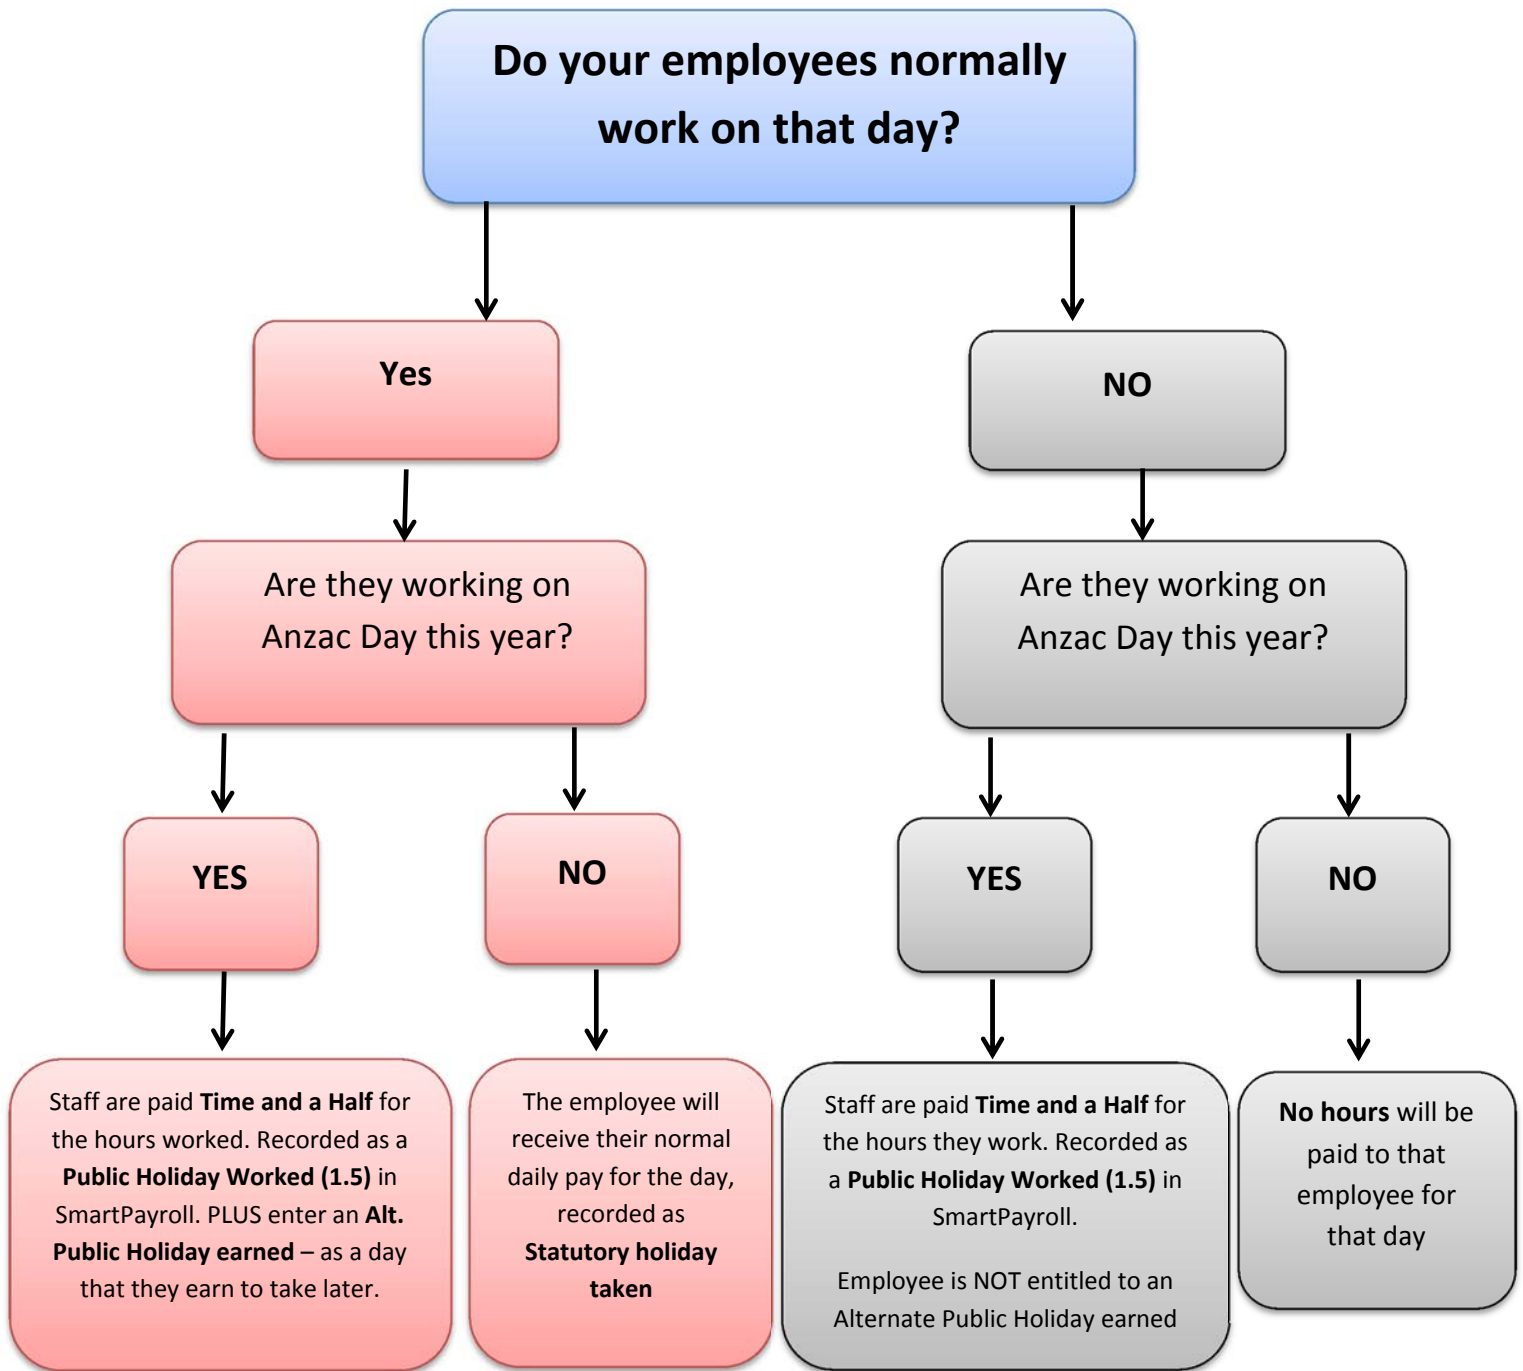 Do your employees normally
work on that day?
Yes
NO
Are they working on
Anzac Day this year?
Are they working on
Anzac Day this year?
YES
NO
YES
NO
Staff are paid Time and a Half for
the hours worked. Recorded as a
Public Holiday Worked (1.5) in
SmartPayroll. PLUS enter an Alt.
Public Holiday earned – as a day
that they earn to take later.
The employee will
receive their normal
daily pay for the day,
recorded as
Statutory holiday
taken
Staff are paid Time and a Half for
the hours they work. Recorded as
a Public Holiday Worked (1.5) in
SmartPayroll.
Employee is NOT entitled to an
Alternate Public Holiday earned
No hours will be
paid to that
employee for
that day